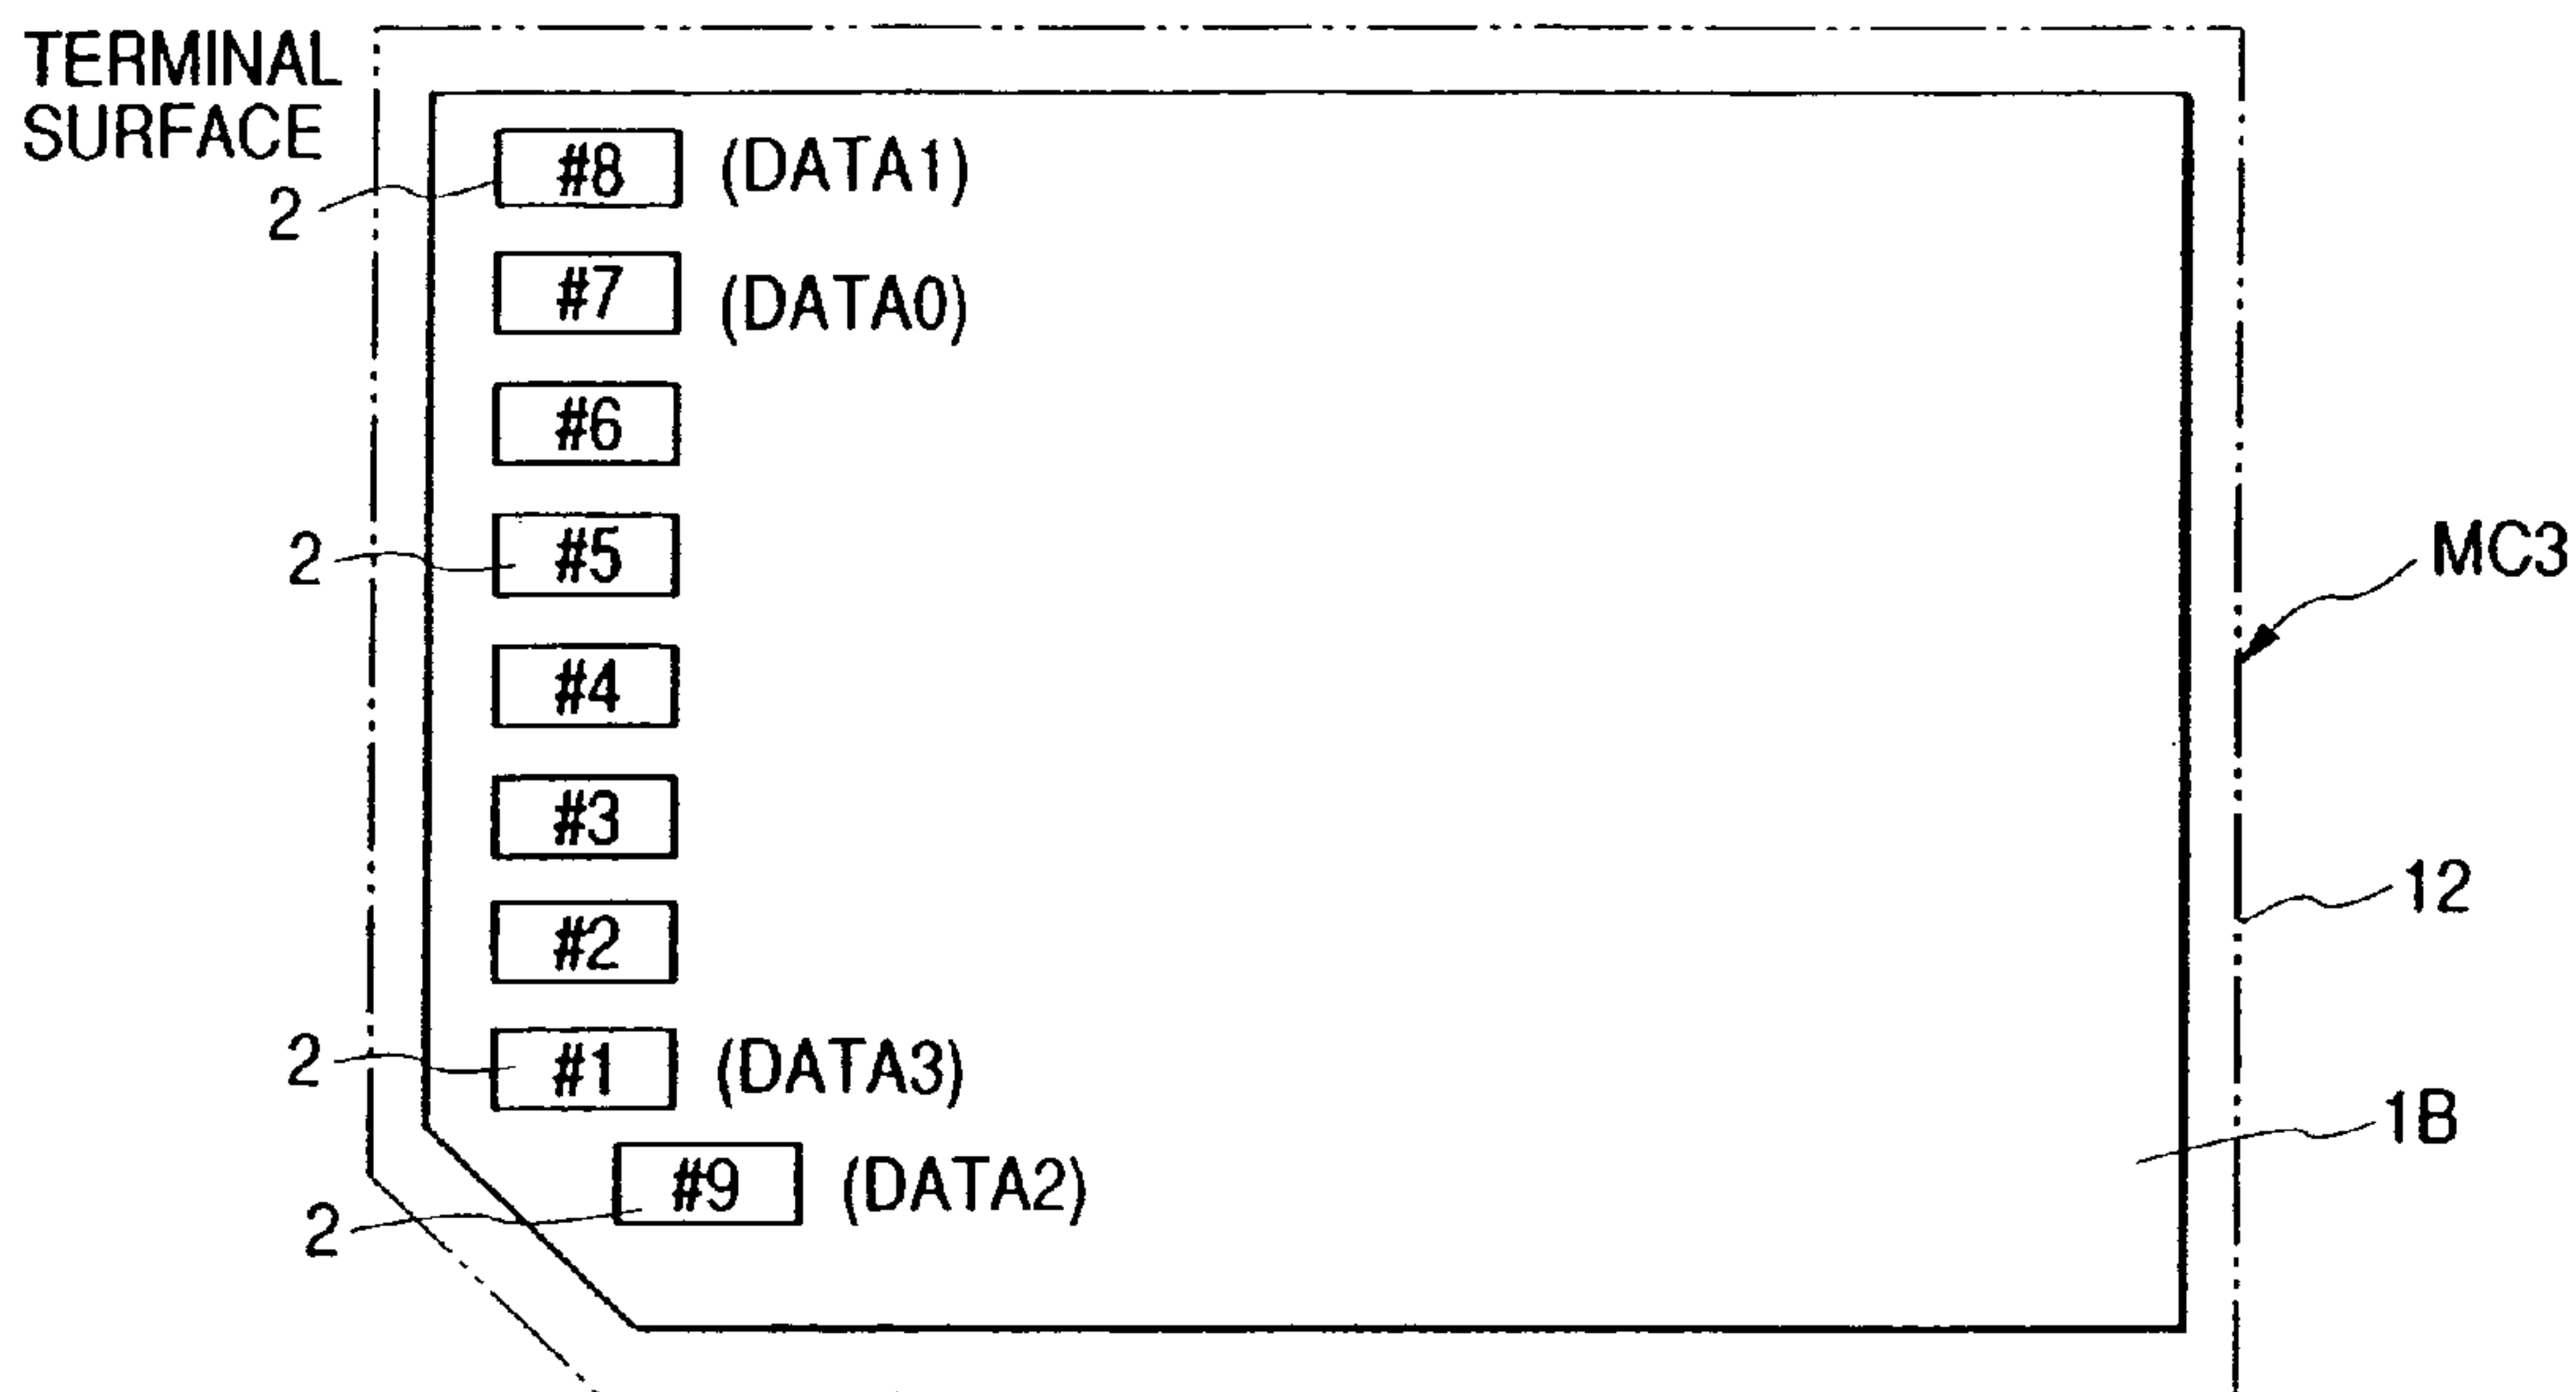 TERMINAL
SURFACE
#8 (DATA1)
2
#7 (DATA0)
#6
2 #5
MC3
#4
#3
12
#2
2 #1 (DATA3)
1B
#9 (DATA2)
2